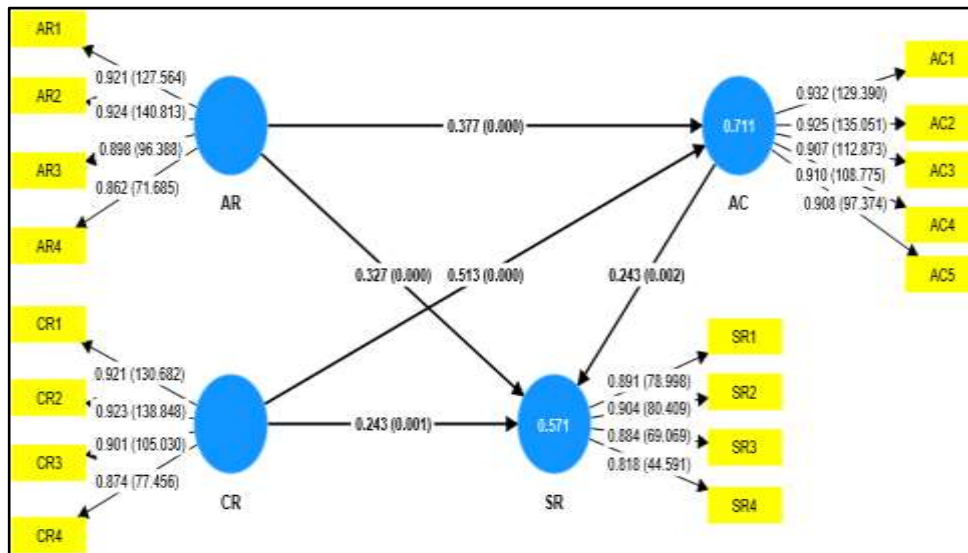 AR1
AR2
AR3
AR4
0.921 (127.564)
0.924 (140.813)
0.898 (96.388)
0.862 (71.685)
AR
0.377 (0.000)
0.711
AC
0.932 (129.390)
0.925 (135.051)
0.907 (112.873)
0.910 (108.775)
0.908 (97.374)
AC1
AC2
AC3
AC4
AC5
0.327 (0.000)
0.513 (0.000)
0.243 (0.002)
CR1
CR2
CR3
CR4
0.921 (130.682)
0.923 (138.848)
0.901 (105.030)
0.874 (77.456)
CR
0.243 (0.001)
0.571
SR
0.891 (78.998)
0.904 (80.409)
0.884 (69.069)
0.818 (44.591)
SR1
SR2
SR3
SR4